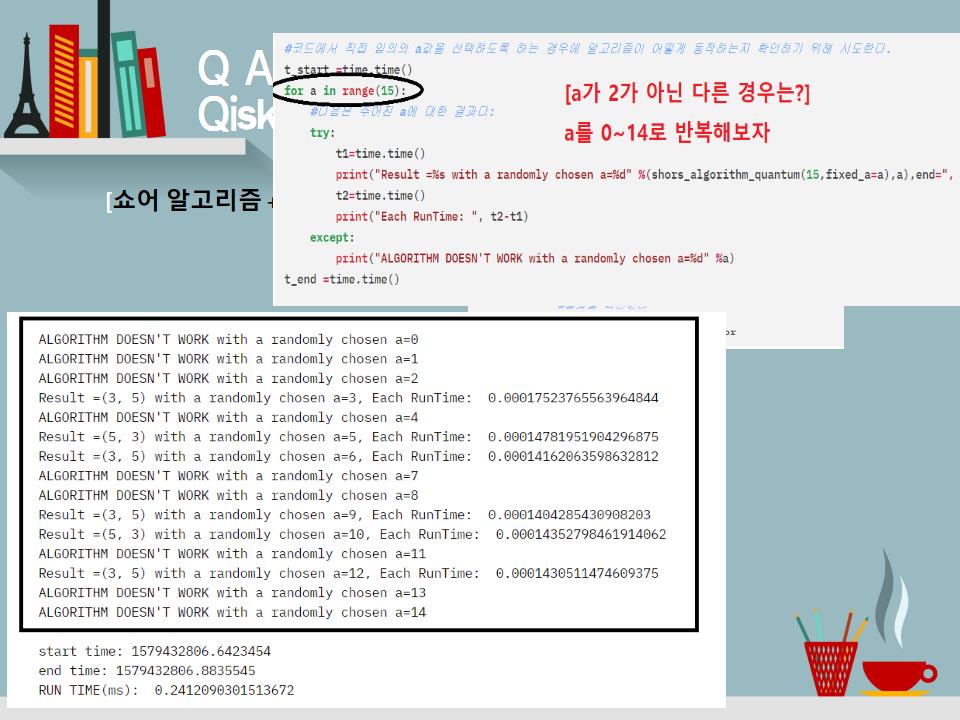 Q A
Qisk
[쇼어 알고리즘 +
#코드에서 직접 임의의 a값을 선택하도록 하는 경우에 알고리즘이 어떻게 동작하는지 확인하기 위해 시도한다.
t_start =time.time()
for a in range(15):
#다음은 주어진 a에 대한 결과다:
try:
t1=time.time()
print("Result =%s with a randomly chosen a=%d" %(shors_algorithm_quantum(15,fixed_a=a),a),end=",
t2=time.time()
print("Each RunTime: ", t2-t1)
except:
print("ALGORITHM DOESN'T WORK with a randomly chosen a=%d" %a)
t_end =time.time()
[a가 2가 아닌 다른 경우는?]
a를 0~14로 반복해보자
or
ALGORITHM DOESN'T WORK with a randomly chosen a=0
ALGORITHM DOESN'T WORK with a randomly chosen a=1
ALGORITHM DOESN'T WORK with a randomly chosen a=2
Result =(3, 5) with a randomly chosen a=3, Each RunTime:  0.00017523765563964844
ALGORITHM DOESN'T WORK with a randomly chosen a=4
Result =(5, 3) with a randomly chosen a=5, Each RunTime:  0.00014781951904296875
Result =(3, 5) with a randomly chosen a=6, Each RunTime:  0.00014162063598632812
ALGORITHM DOESN'T WORK with a randomly chosen a=7
ALGORITHM DOESN'T WORK with a randomly chosen a=8
Result =(3, 5) with a randomly chosen a=9, Each RunTime:  0.0001404285430908203
Result =(5, 3) with a randomly chosen a=10, Each RunTime:  0.00014352798461914062
ALGORITHM DOESN'T WORK with a randomly chosen a=11
Result =(3, 5) with a randomly chosen a=12, Each RunTime:  0.0001430511474609375
ALGORITHM DOESN'T WORK with a randomly chosen a=13
ALGORITHM DOESN'T WORK with a randomly chosen a=14
start time: 1579432806.6423454
end time: 1579432806.8835545
RUN TIME(ms):  0.2412090301513672